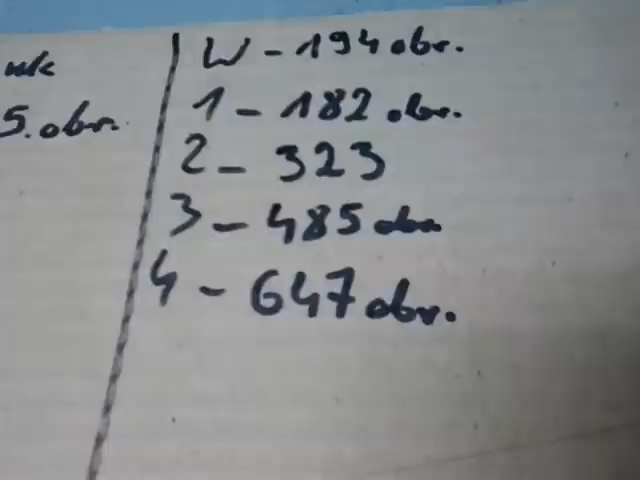 5. obr.
W - 194 obr.
1 - 182 obr.
2 - 323
3 - 485 obr
4 - 647 obr.